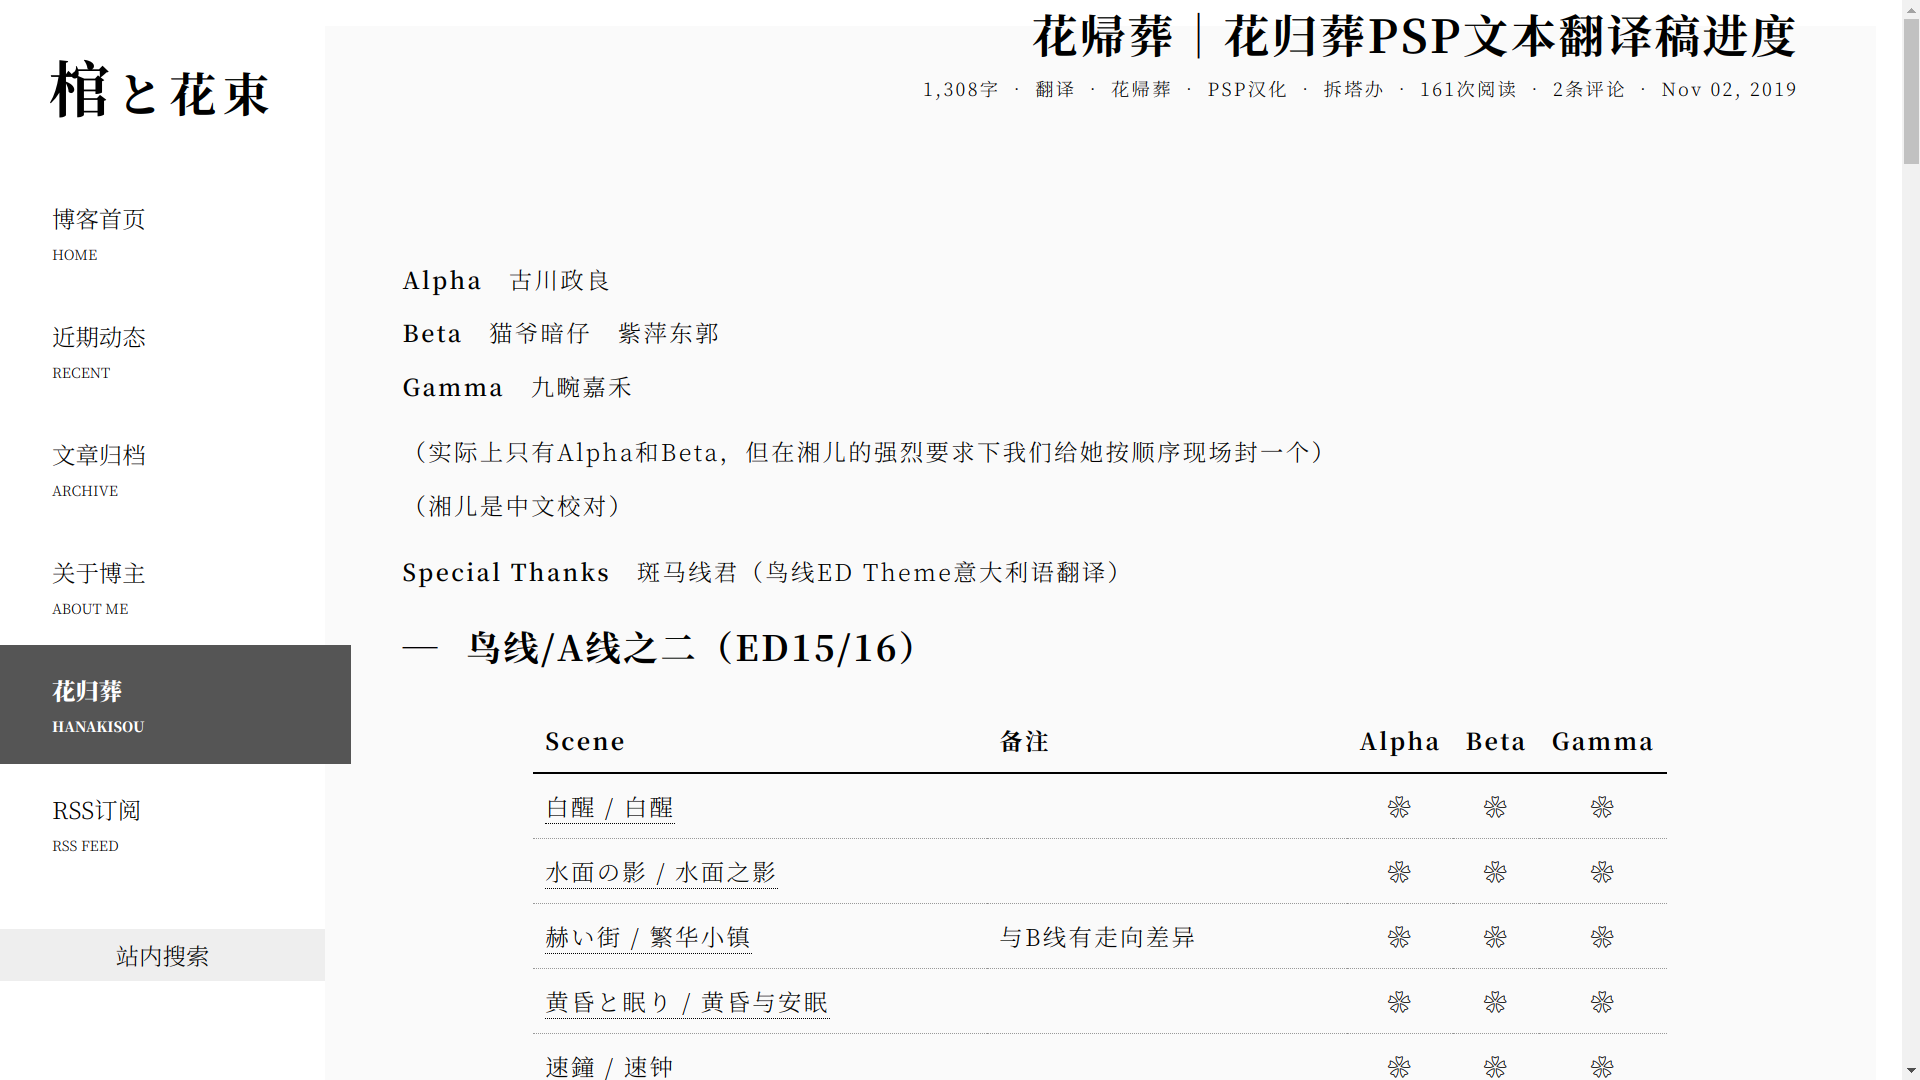 棺と花束
博客首页
HOME
近期动态
RECENT
文章归档
ARCHIVE
关于博主
ABOUT ME
花归葬
HANAKISOU
RSS订阅
RSS FEED
站内搜索
花帰葬｜花归葬PSP文本翻译稿进度
1,308字 · 翻译 · 花帰葬 · PSP汉化 · 拆塔办 · 161次阅读 · 2条评论 · Nov 02, 2019
Alpha　古川政良
Beta　猫爷暗仔　紫萍东郭
Gamma　九畹嘉禾
（实际上只有Alpha和Beta，但在湘儿的强烈要求下我们给她按顺序现场封一个）
（湘儿是中文校对）
Special Thanks　斑马线君（鸟线ED Theme意大利语翻译）
— 鸟线/A线之二（ED15/16）
Scene 备注 Alpha Beta Gamma
白醒 / 白醒 ❀ ❀ ❀
水面の影 / 水面之影 ❀ ❀ ❀
赫い街 / 繁华小镇 与B线有走向差异 ❀ ❀ ❀
黄昏と眠り / 黄昏与安眠 ❀ ❀ ❀
速鐘 / 速钟 ❀ ❀ ❀